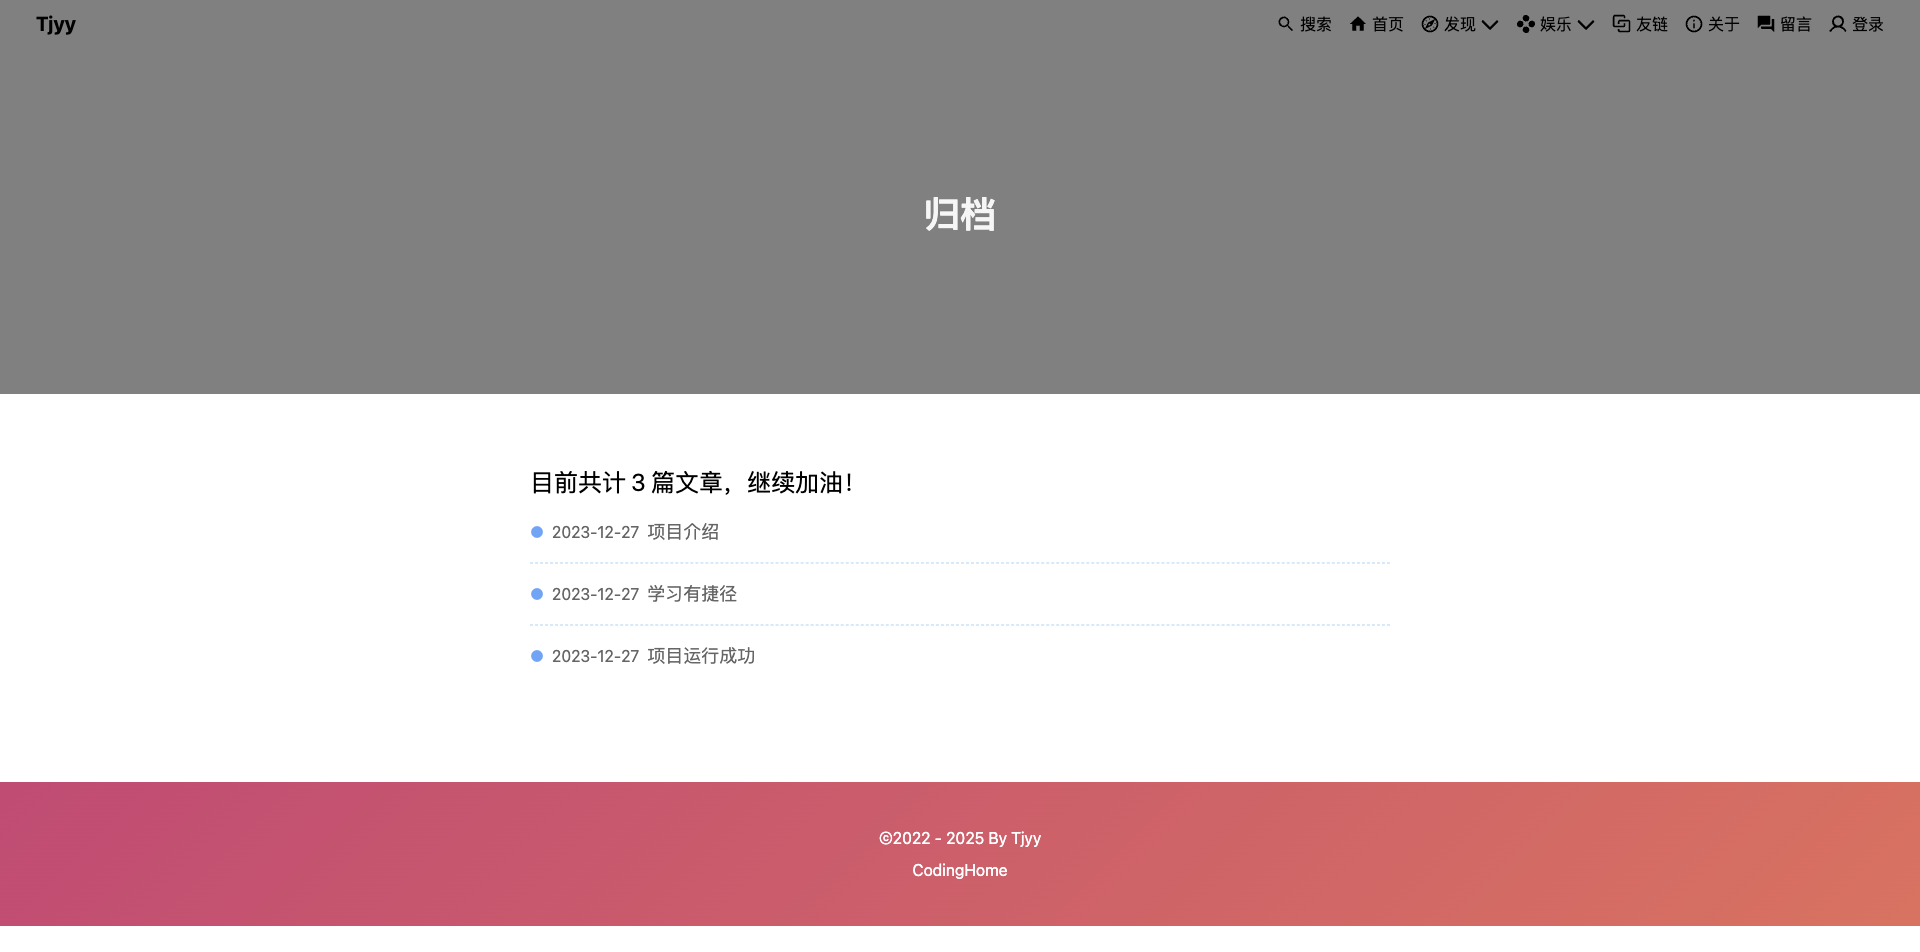 Tjyy 搜索 首页 发现 娱乐 友链 关于 留言 登录
归档
目前共计 3 篇文章，继续加油！
2023-12-27 项目介绍
2023-12-27 学习有捷径
2023-12-27 项目运行成功
©2022 - 2025 By Tjyy
CodingHome